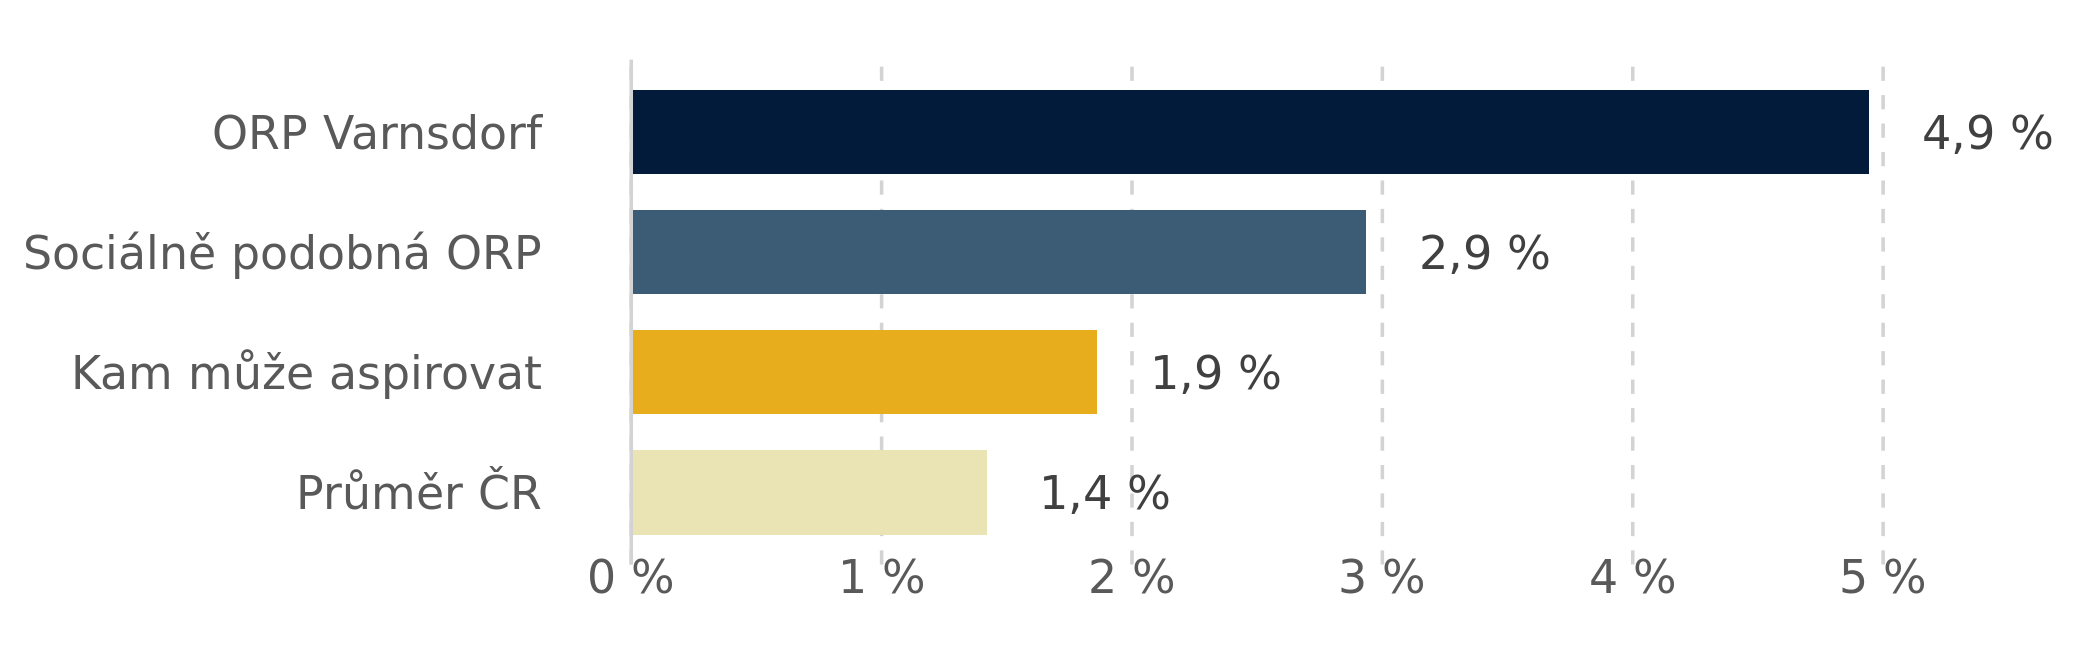 ORP Varnsdorf 4,9 %
Sociálně podobná ORP 2,9 %
Kam může aspirovat 1,9 %
Průměr ČR 1,4 %
0 % 1 % 2 % 3 % 4 % 5 %